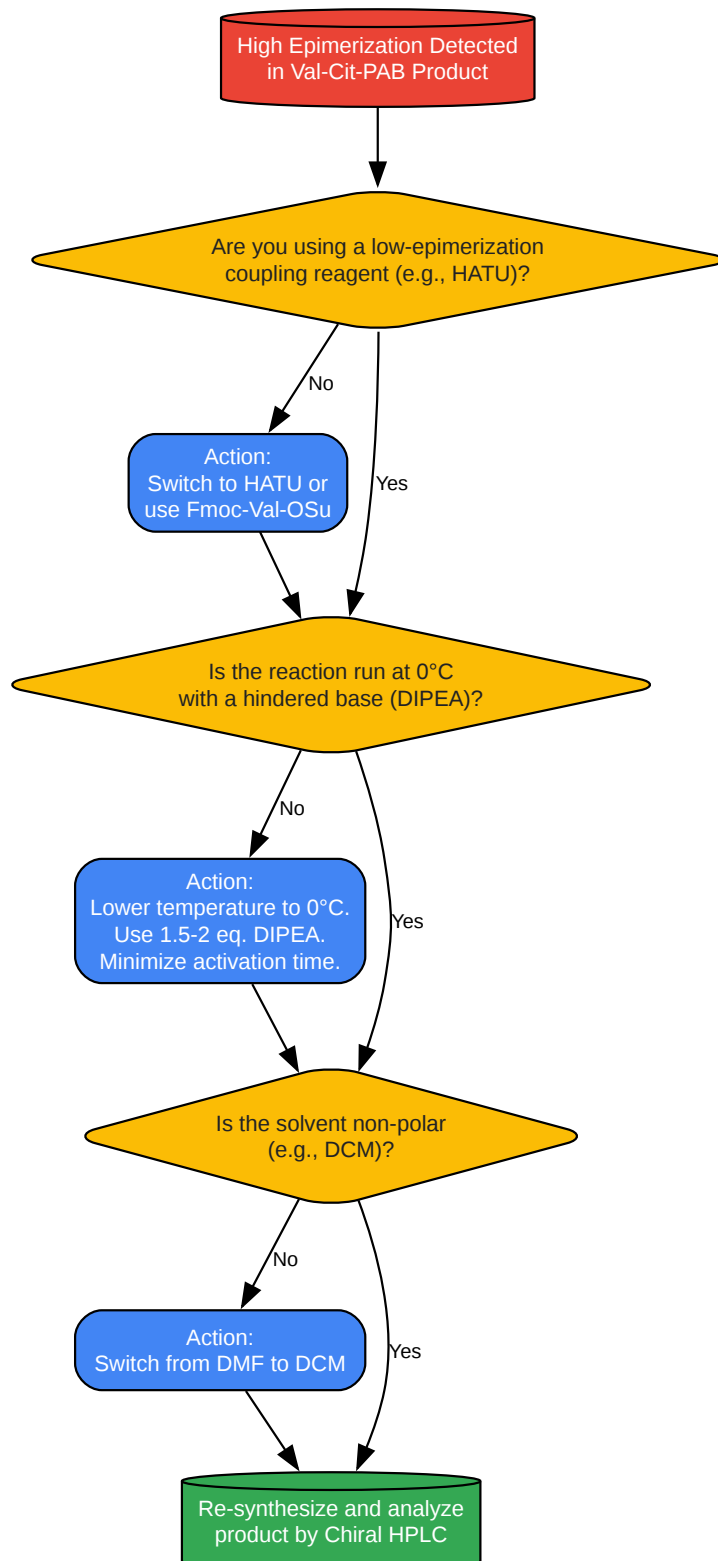 High Epimerization Detected
in Val-Cit-PAB Product
Are you using a low-epimerization
coupling reagent (e.g., HATU)?
No
Action:
Switch to HATU or
use Fmoc-Val-OSu
Yes
Is the reaction run at 0°C
with a hindered base (DIPEA)?
No
Action:
Lower temperature to 0°C.
Use 1.5-2 eq. DIPEA.
Minimize activation time.
Yes
Is the solvent non-polar
(e.g., DCM)?
No
Action:
Switch from DMF to DCM
Yes
Re-synthesize and analyze
product by Chiral HPLC